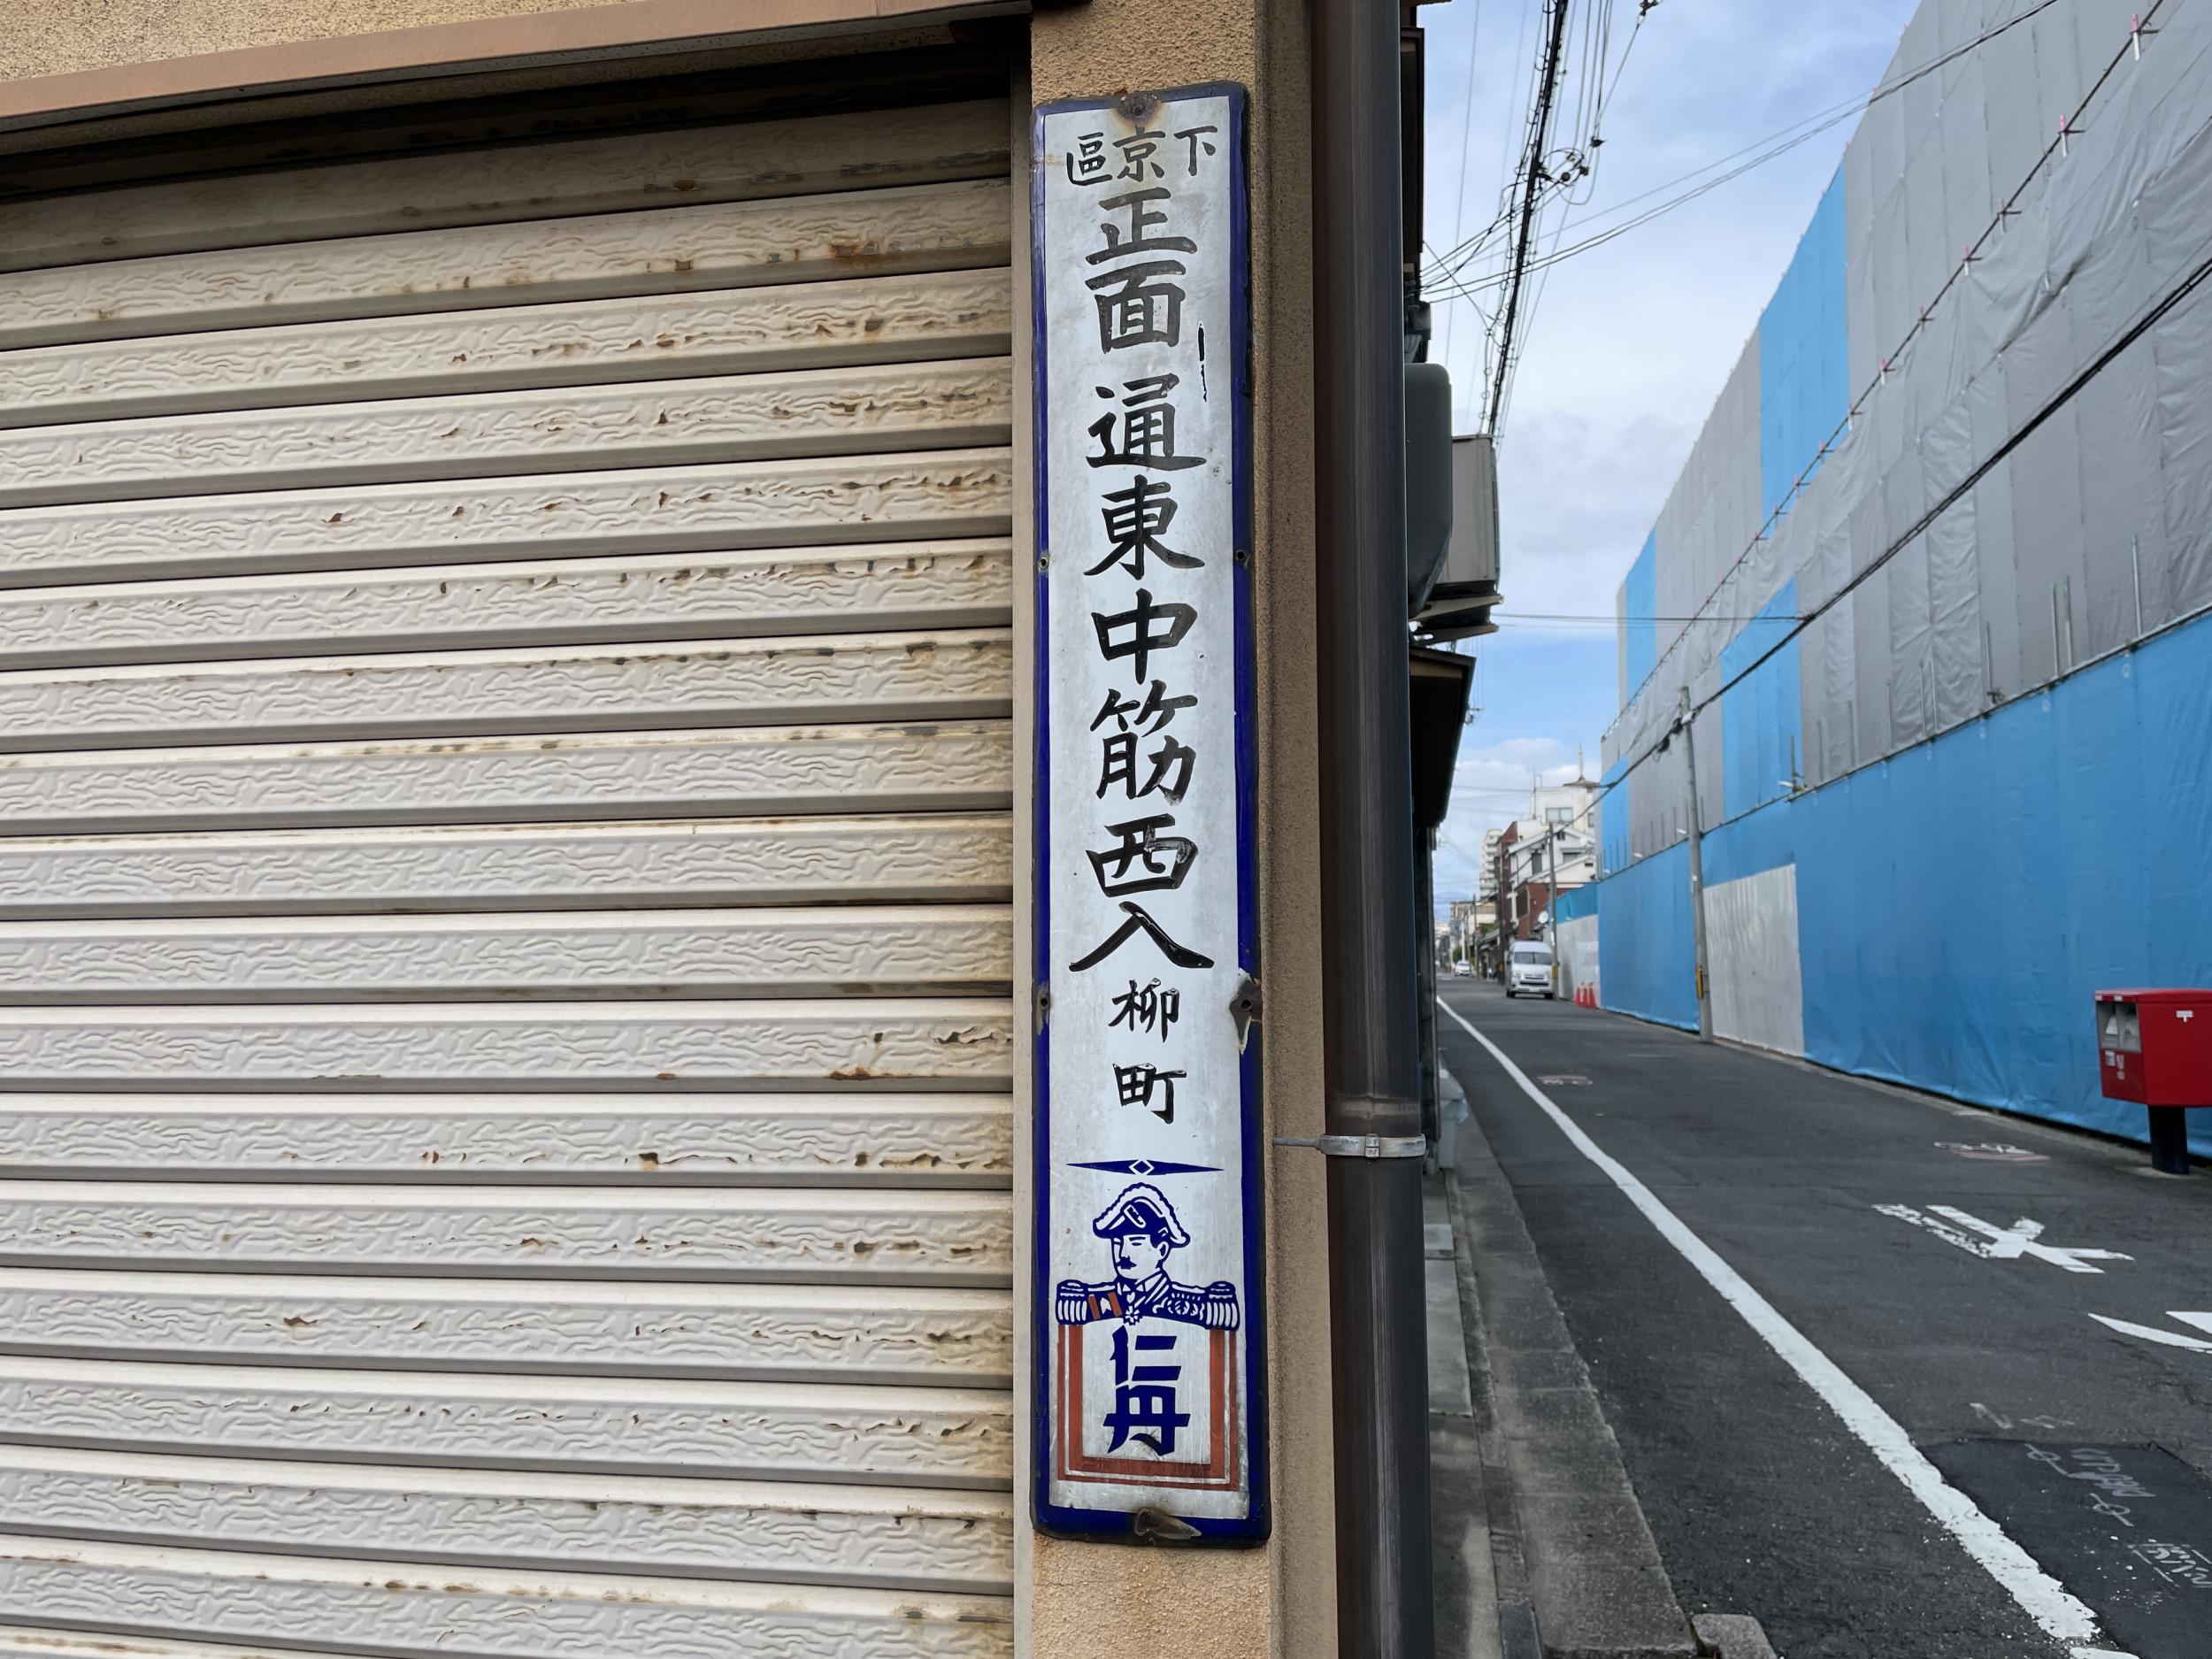 下京區
正面通東中筋西入
柳町
仁丹